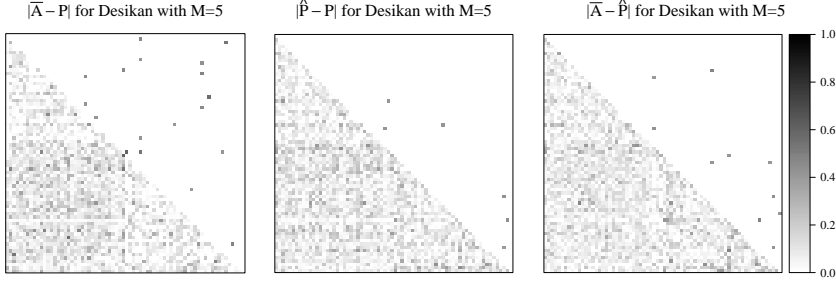 |A̅ − P| for Desikan with M=5
|P̂ − P| for Desikan with M=5
|A̅ − P̂| for Desikan with M=5
1.0
0.8
0.6
0.4
0.2
0.0